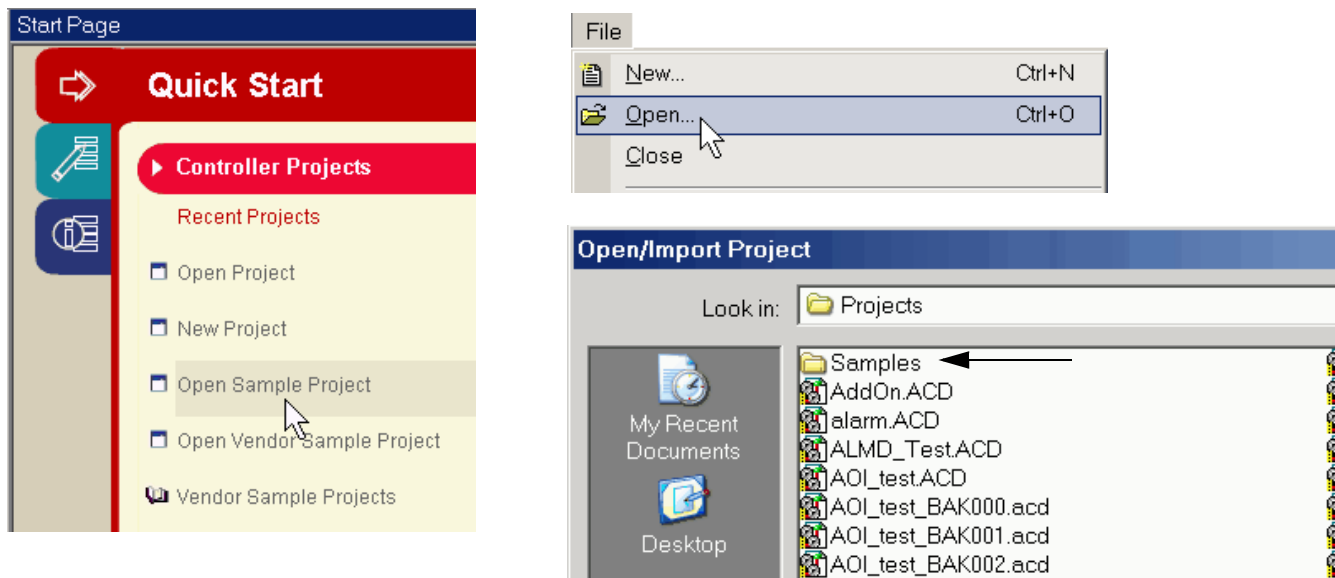 Start Page
Quick Start
Controller Projects
Recent Projects
Open Project
New Project
Open Sample Project
Open Vendor Sample Project
Vendor Sample Projects
File
New... Ctrl+N
Open... Ctrl+O
Close
Open/Import Project
Look in: Projects
My Recent
Documents
Desktop
Samples
AddOn.ACD
alarm.ACD
ALMD_Test.ACD
AOI_test.ACD
AOI_test_BAK000.acd
AOI_test_BAK001.acd
AOI_test_BAK002.acd